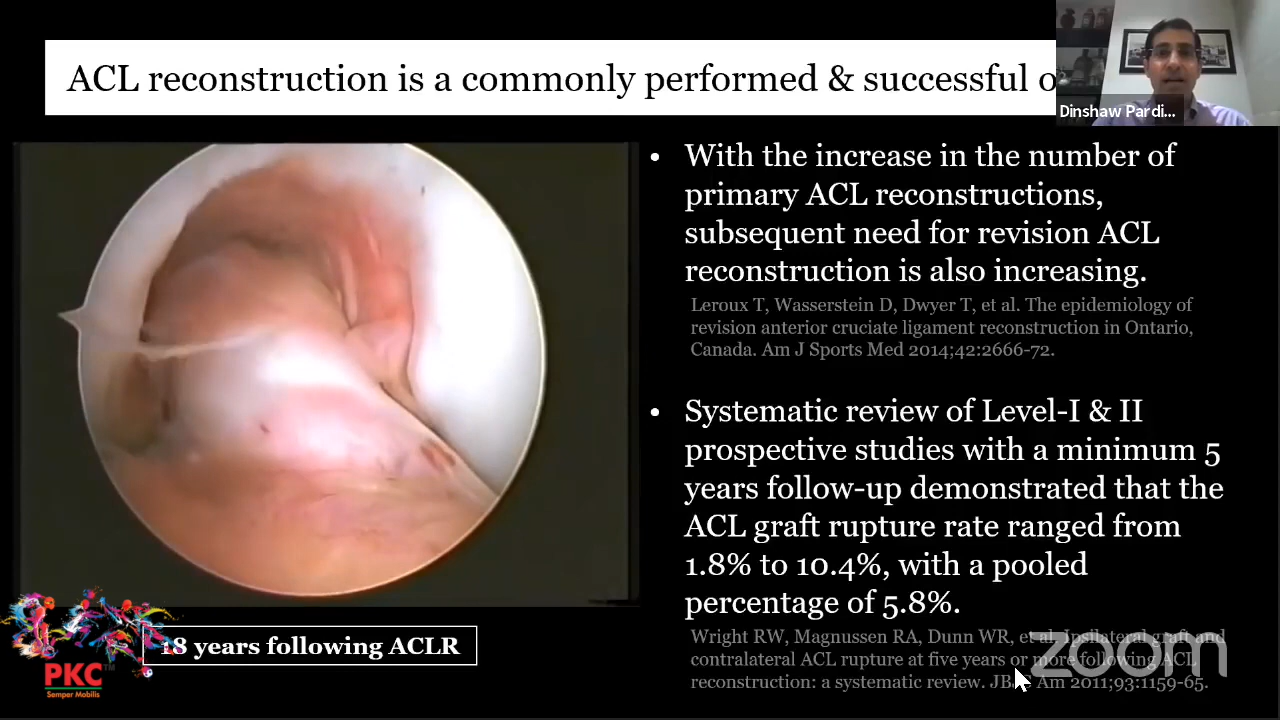 ACL reconstruction is a commonly performed & successful
Dinshaw Pardi...
• With the increase in the number of
primary ACL reconstructions,
subsequent need for revision ACL
reconstruction is also increasing.
Leroux T, Wasserstein D, Dwyer T, et al. The epidemiology of
revision anterior cruciate ligament reconstruction in Ontario,
Canada. Am J Sports Med 2014;42:2666-72.
• Systematic review of Level-I & II
prospective studies with a minimum 5
years follow-up demonstrated that the
ACL graft rupture rate ranged from
1.8% to 10.4%, with a pooled
percentage of 5.8%.
Wright RW, Magnussen RA, Dunn WR, et al. Ipsilateral graft and
contralateral ACL rupture at five years or more following ACL
reconstruction: a systematic review. JBJS Am 2011;93:1159-65.
18 years following ACLR
PKC™
Semper Mobilis
zoom